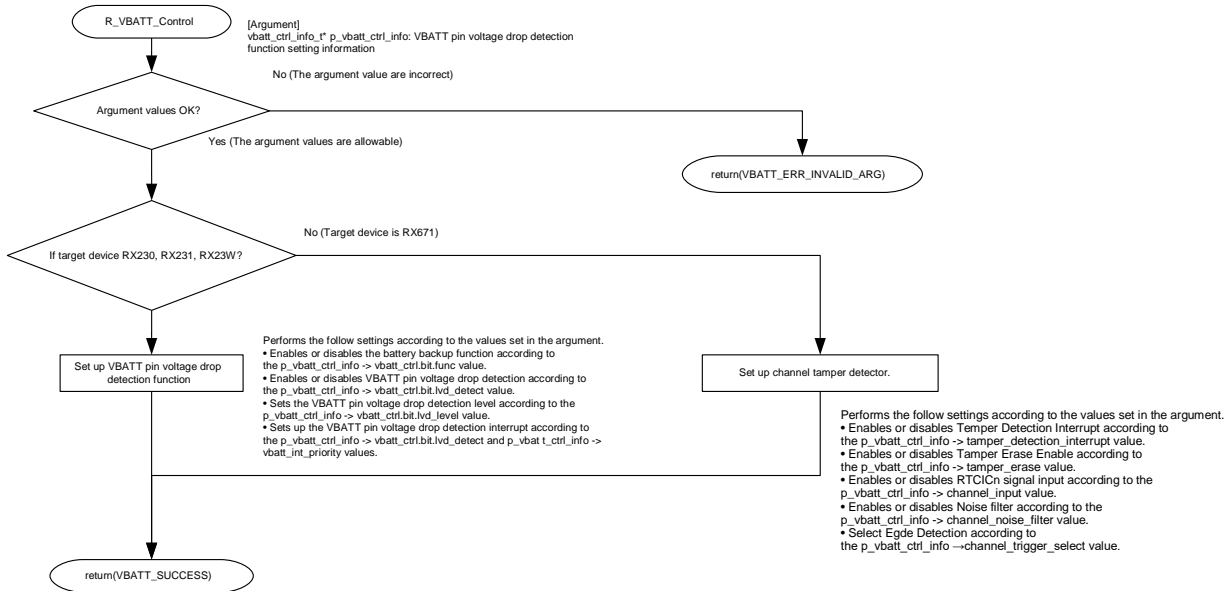 R_VBATT_Control
[Argument]
vbatt_ctrl_info_t* p_vbatt_ctrl_info: VBATT pin voltage drop detection
function setting information
No (The argument value are incorrect)
Argument values OK?
Yes (The argument values are allowable)
return(VBATT_ERR_INVALID_ARG)
No (Target device is RX671)
If target device RX230, RX231, RX23W?
Performs the follow settings according to the values set in the argument.
• Enables or disables the battery backup function according to
the p_vbatt_ctrl_info -> vbatt_ctrl.bit.func value.
• Enables or disables VBATT pin voltage drop detection according to
the p_vbatt_ctrl_info -> vbatt_ctrl.bit.lvd_detect value.
• Sets the VBATT pin voltage drop detection level according to the
p_vbatt_ctrl_info -> vbatt_ctrl.bit.lvd_level value.
• Sets up the VBATT pin voltage drop detection interrupt according to
the p_vbatt_ctrl_info -> vbatt_ctrl.bit.lvd_detect and p_vbat t_ctrl_info ->
vbatt_int_priority values.
Set up VBATT pin voltage drop
detection function
Set up channel tamper detector.
Performs the follow settings according to the values set in the argument.
• Enables or disables Temper Detection Interrupt according to
the p_vbatt_ctrl_info -> tamper_detection_interrupt value.
• Enables or disables Tamper Erase Enable according to
the p_vbatt_ctrl_info -> tamper_erase value.
• Enables or disables RTCICn signal input according to the
p_vbatt_ctrl_info -> channel_input value.
• Enables or disables Noise filter according to the
p_vbatt_ctrl_info -> channel_noise_filter value.
• Select Egde Detection according to
the p_vbatt_ctrl_info →channel_trigger_select value.
return(VBATT_SUCCESS)